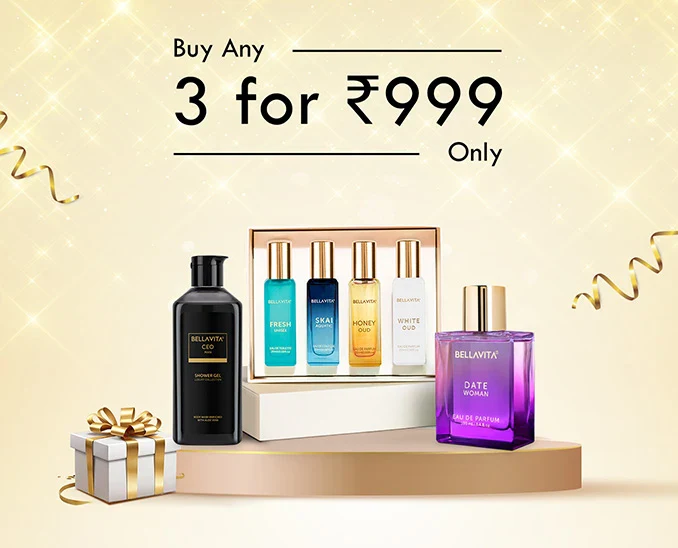 Buy Any
3 for ₹999
Only
BELLAVITA
CEO
MAN
SHOWER GEL
BELLAVITA
FRESH
BELLAVITA
SKAI
AQUATIC
BELLAVITA
HONEY
OUD
BELLAVITA
WHITE
OUD
BELLAVITA
DATE
WOMAN
EAU DE PARFUM